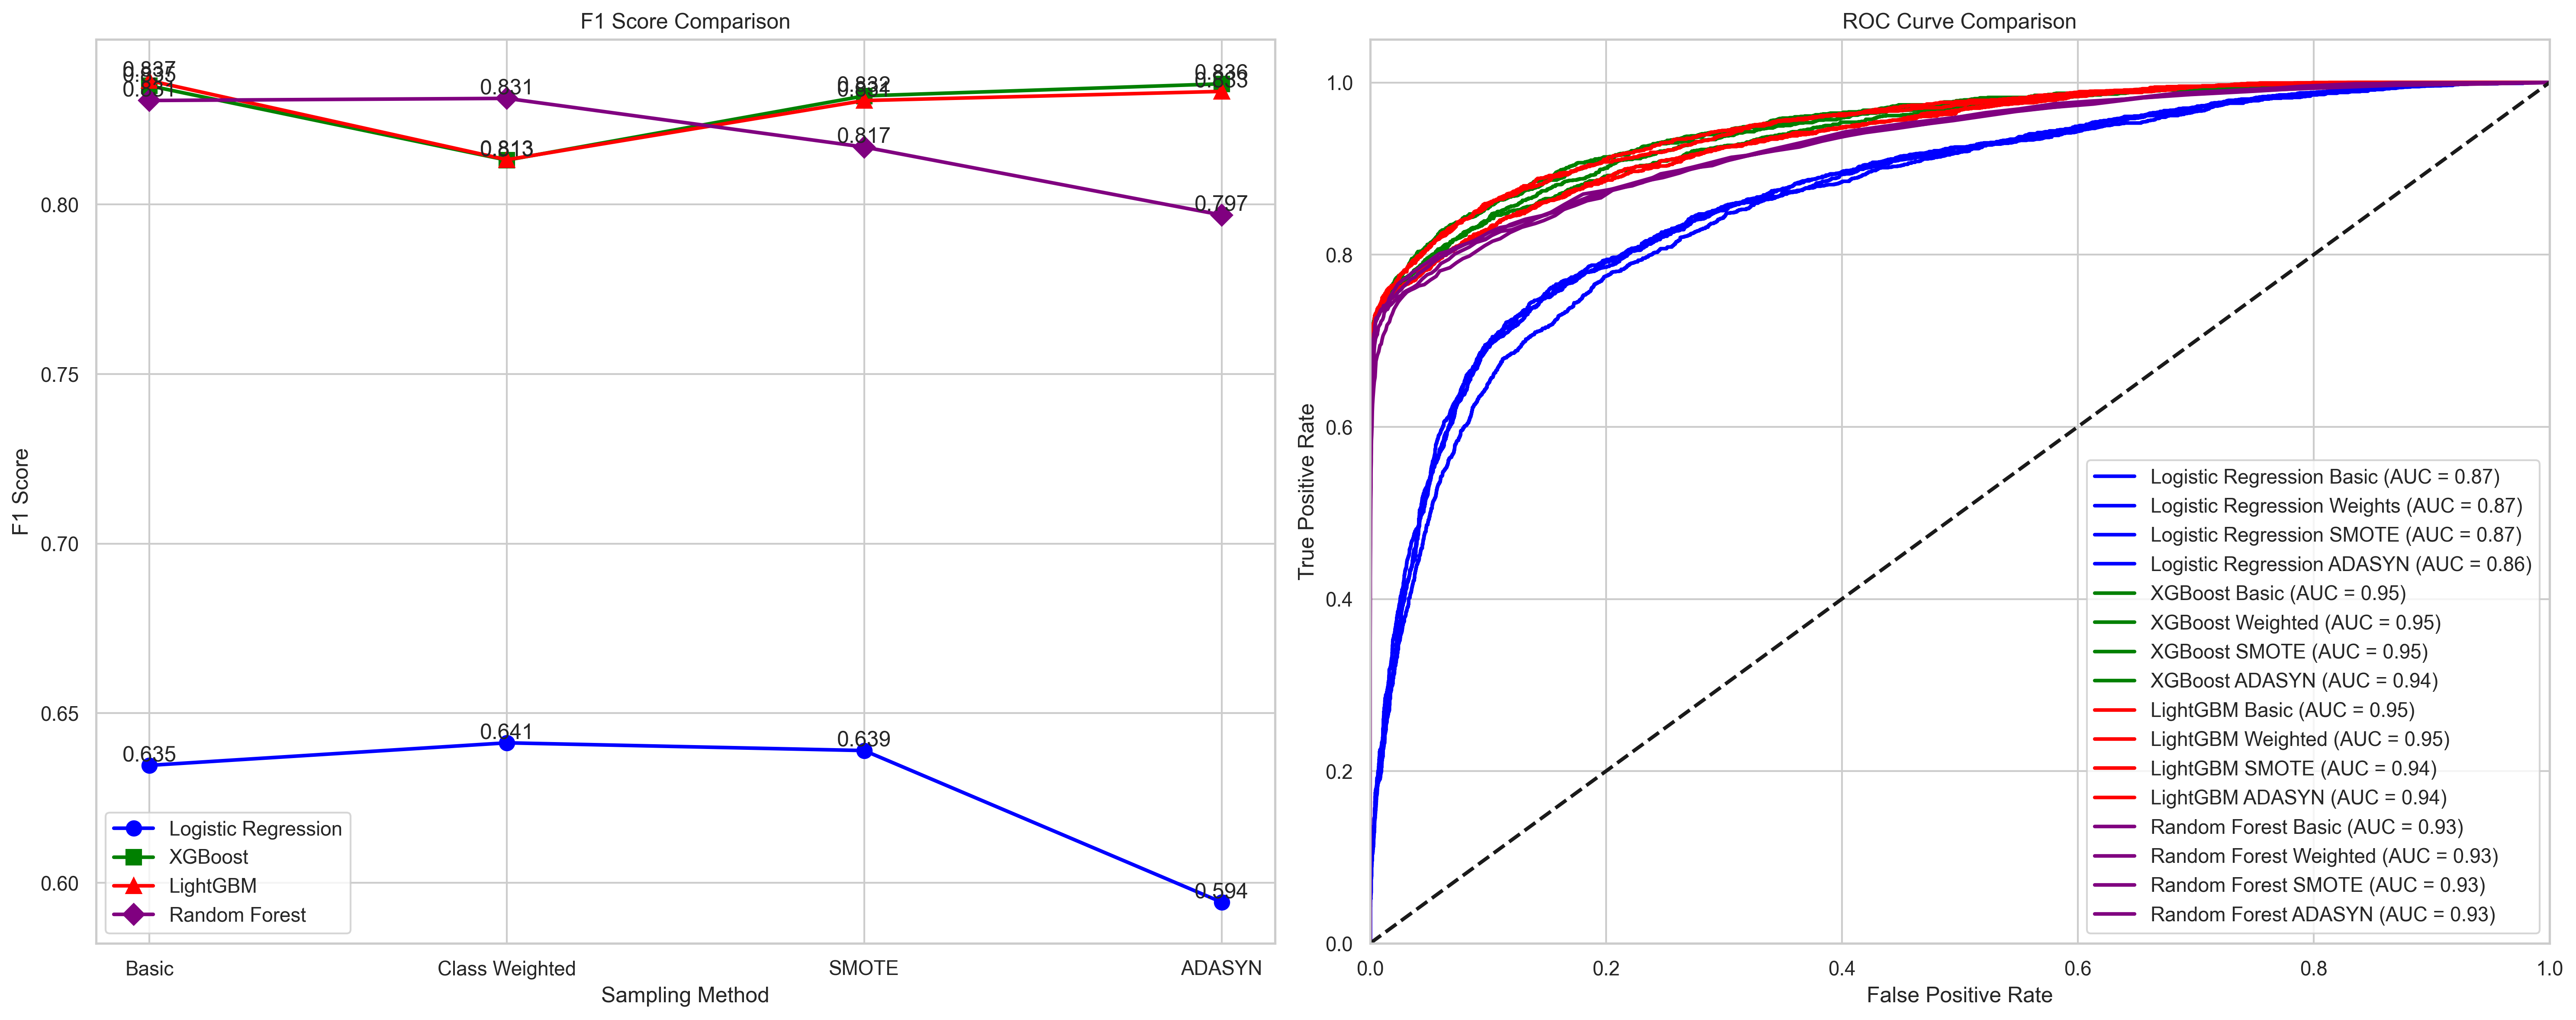 F1 Score Comparison
0.837
0.835
0.831
0.831
0.813
0.832
0.831
0.817
0.836
0.833
0.797
0.635
0.641
0.639
0.594
0.80
0.75
0.70
0.65
0.60
F1 Score
Logistic Regression
XGBoost
LightGBM
Random Forest
Basic
Class Weighted
SMOTE
ADASYN
Sampling Method
ROC Curve Comparison
1.0
0.8
0.6
0.4
0.2
0.0
True Positive Rate
Logistic Regression Basic (AUC = 0.87)
Logistic Regression Weights (AUC = 0.87)
Logistic Regression SMOTE (AUC = 0.87)
Logistic Regression ADASYN (AUC = 0.86)
XGBoost Basic (AUC = 0.95)
XGBoost Weighted (AUC = 0.95)
XGBoost SMOTE (AUC = 0.95)
XGBoost ADASYN (AUC = 0.94)
LightGBM Basic (AUC = 0.95)
LightGBM Weighted (AUC = 0.95)
LightGBM SMOTE (AUC = 0.94)
LightGBM ADASYN (AUC = 0.94)
Random Forest Basic (AUC = 0.93)
Random Forest Weighted (AUC = 0.93)
Random Forest SMOTE (AUC = 0.93)
Random Forest ADASYN (AUC = 0.93)
0.0
0.2
0.4
0.6
0.8
1.0
False Positive Rate